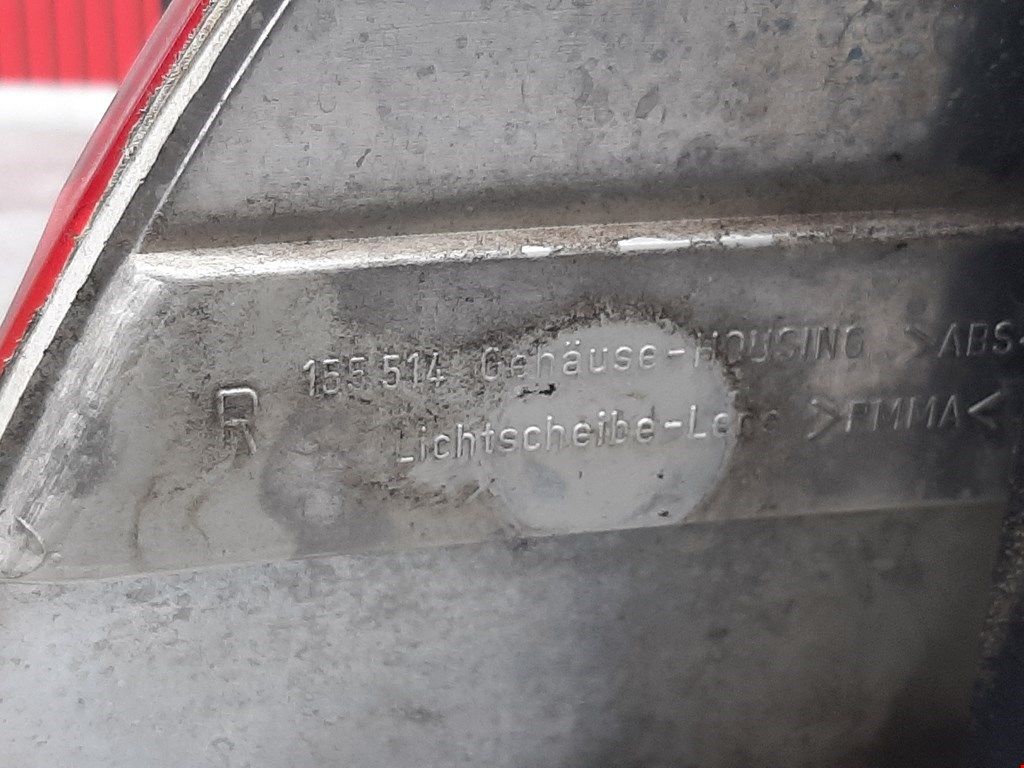 R 155 514 Gehäuse-HOUSING >ABS<
Lichtscheibe-Lens >PMMA<